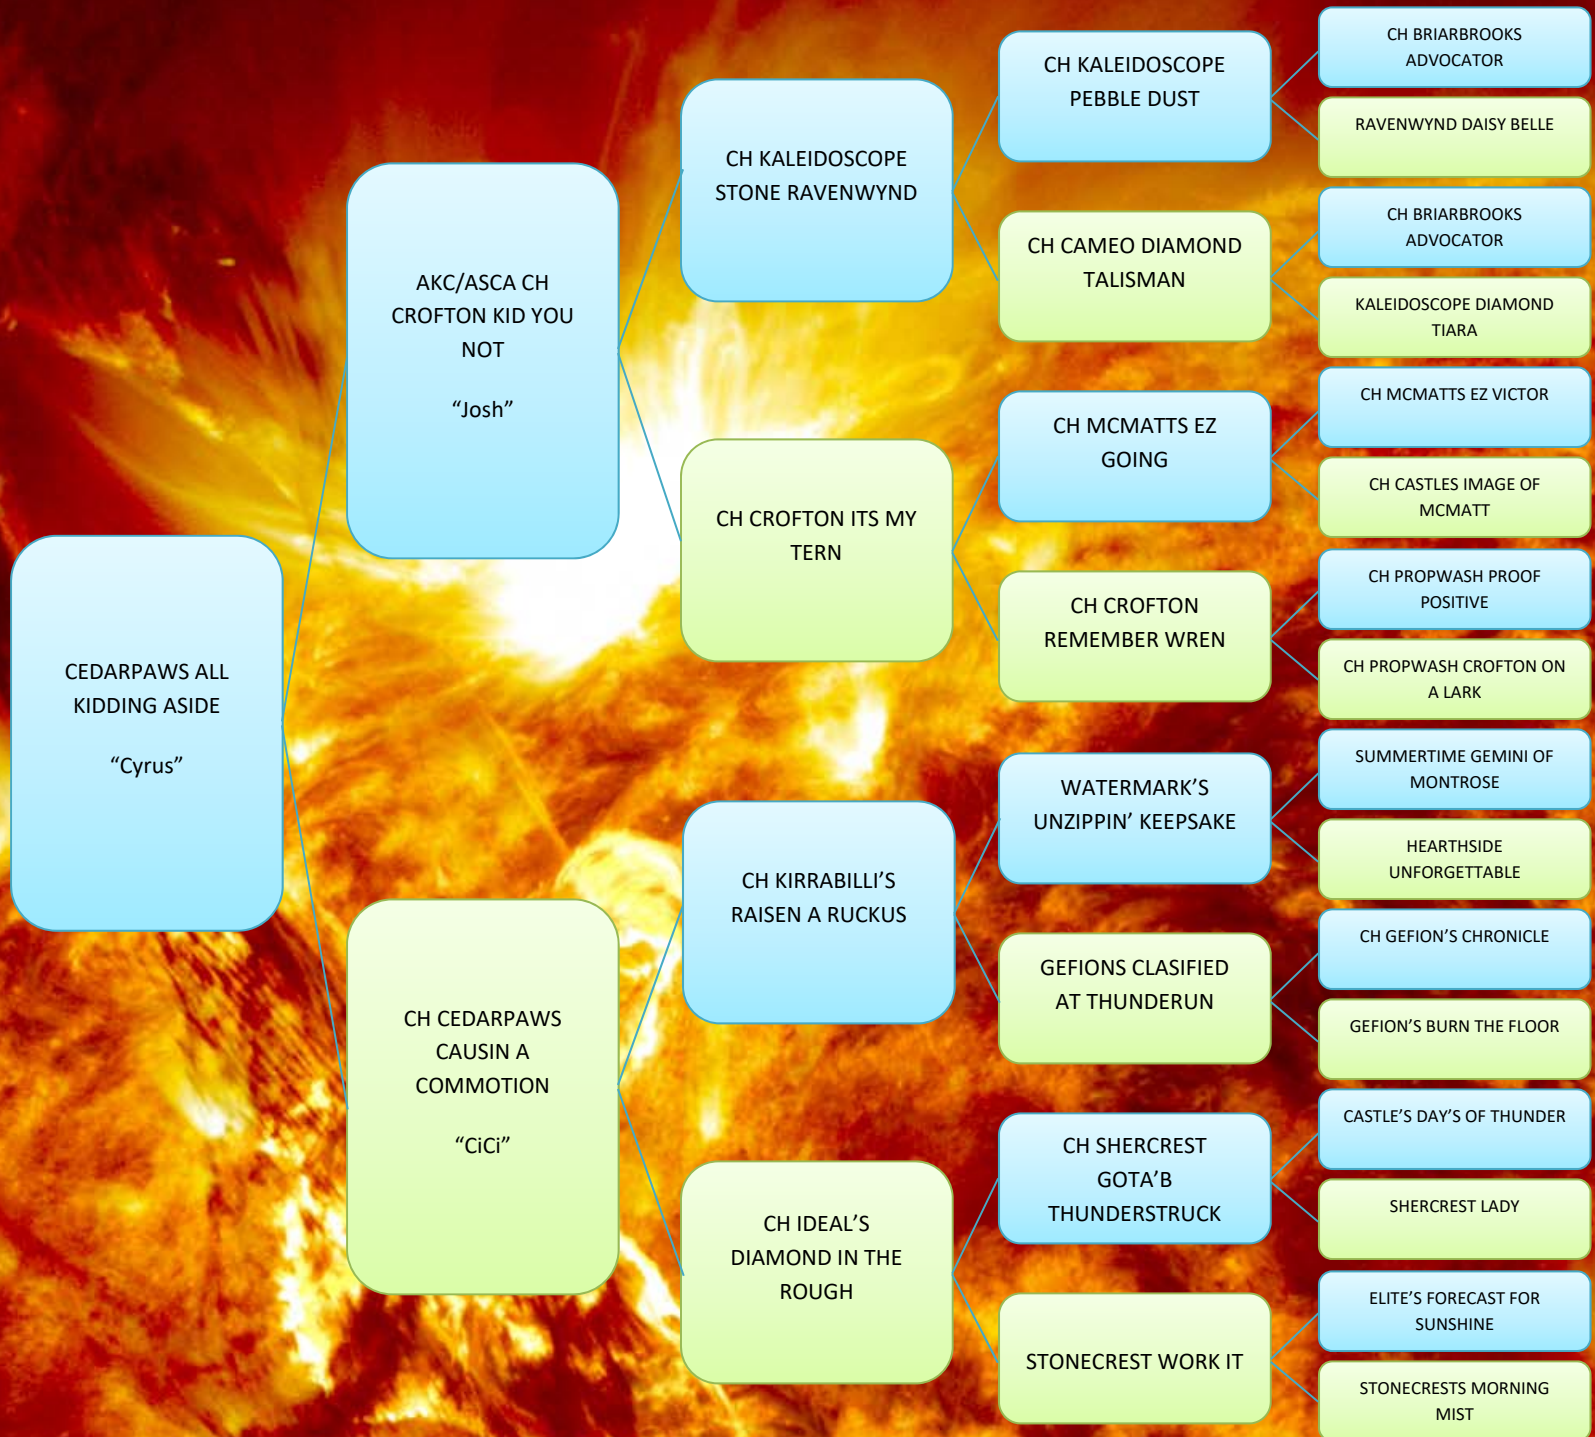 CEDARPAWS ALL
KIDDING ASIDE
“Cyrus”
AKC/ASCA CH
CROFTON KID YOU
NOT
“Josh”
CH CEDARPAWS
CAUSIN A
COMMOTION
“CiCi”
CH KALEIDOSCOPE
STONE RAVENWYND
CH CROFTON ITS MY
TERN
CH KIRRABILLI’S
RAISEN A RUCKUS
CH IDEAL’S
DIAMOND IN THE
ROUGH
CH KALEIDOSCOPE
PEBBLE DUST
CH CAMEO DIAMOND
TALISMAN
CH MCMATTS EZ
GOING
CH CROFTON
REMEMBER WREN
WATERMARK’S
UNZIPPIN’ KEEPSAKE
GEFIONS CLASIFIED
AT THUNDERUN
CH SHERCREST
GOTA’B
THUNDERSTRUCK
STONECREST WORK IT
CH BRIARBROOKS
ADVOCATOR
RAVENWYND DAISY BELLE
CH BRIARBROOKS
ADVOCATOR
KALEIDOSCOPE DIAMOND
TIARA
CH MCMATTS EZ VICTOR
CH CASTLES IMAGE OF
MCMATT
CH PROPWASH PROOF
POSITIVE
CH PROPWASH CROFTON ON
A LARK
SUMMERTIME GEMINI OF
MONTROSE
HEARTHSIDE
UNFORGETTABLE
CH GEFION’S CHRONICLE
GEFION’S BURN THE FLOOR
CASTLE’S DAY’S OF THUNDER
SHERCREST LADY
ELITE’S FORECAST FOR
SUNSHINE
STONECRESTS MORNING
MIST